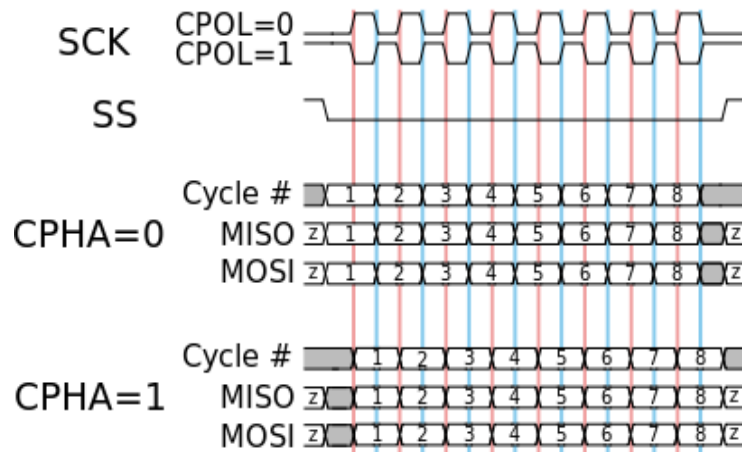 SCK CPOL=0
CPOL=1
SS
Cycle # 1 2 3 4 5 6 7 8
CPHA=0 MISO z 1 2 3 4 5 6 7 8 z
MOSI z 1 2 3 4 5 6 7 8 z
Cycle # 1 2 3 4 5 6 7 8
CPHA=1 MISO z 1 2 3 4 5 6 7 8 z
MOSI z 1 2 3 4 5 6 7 8 z